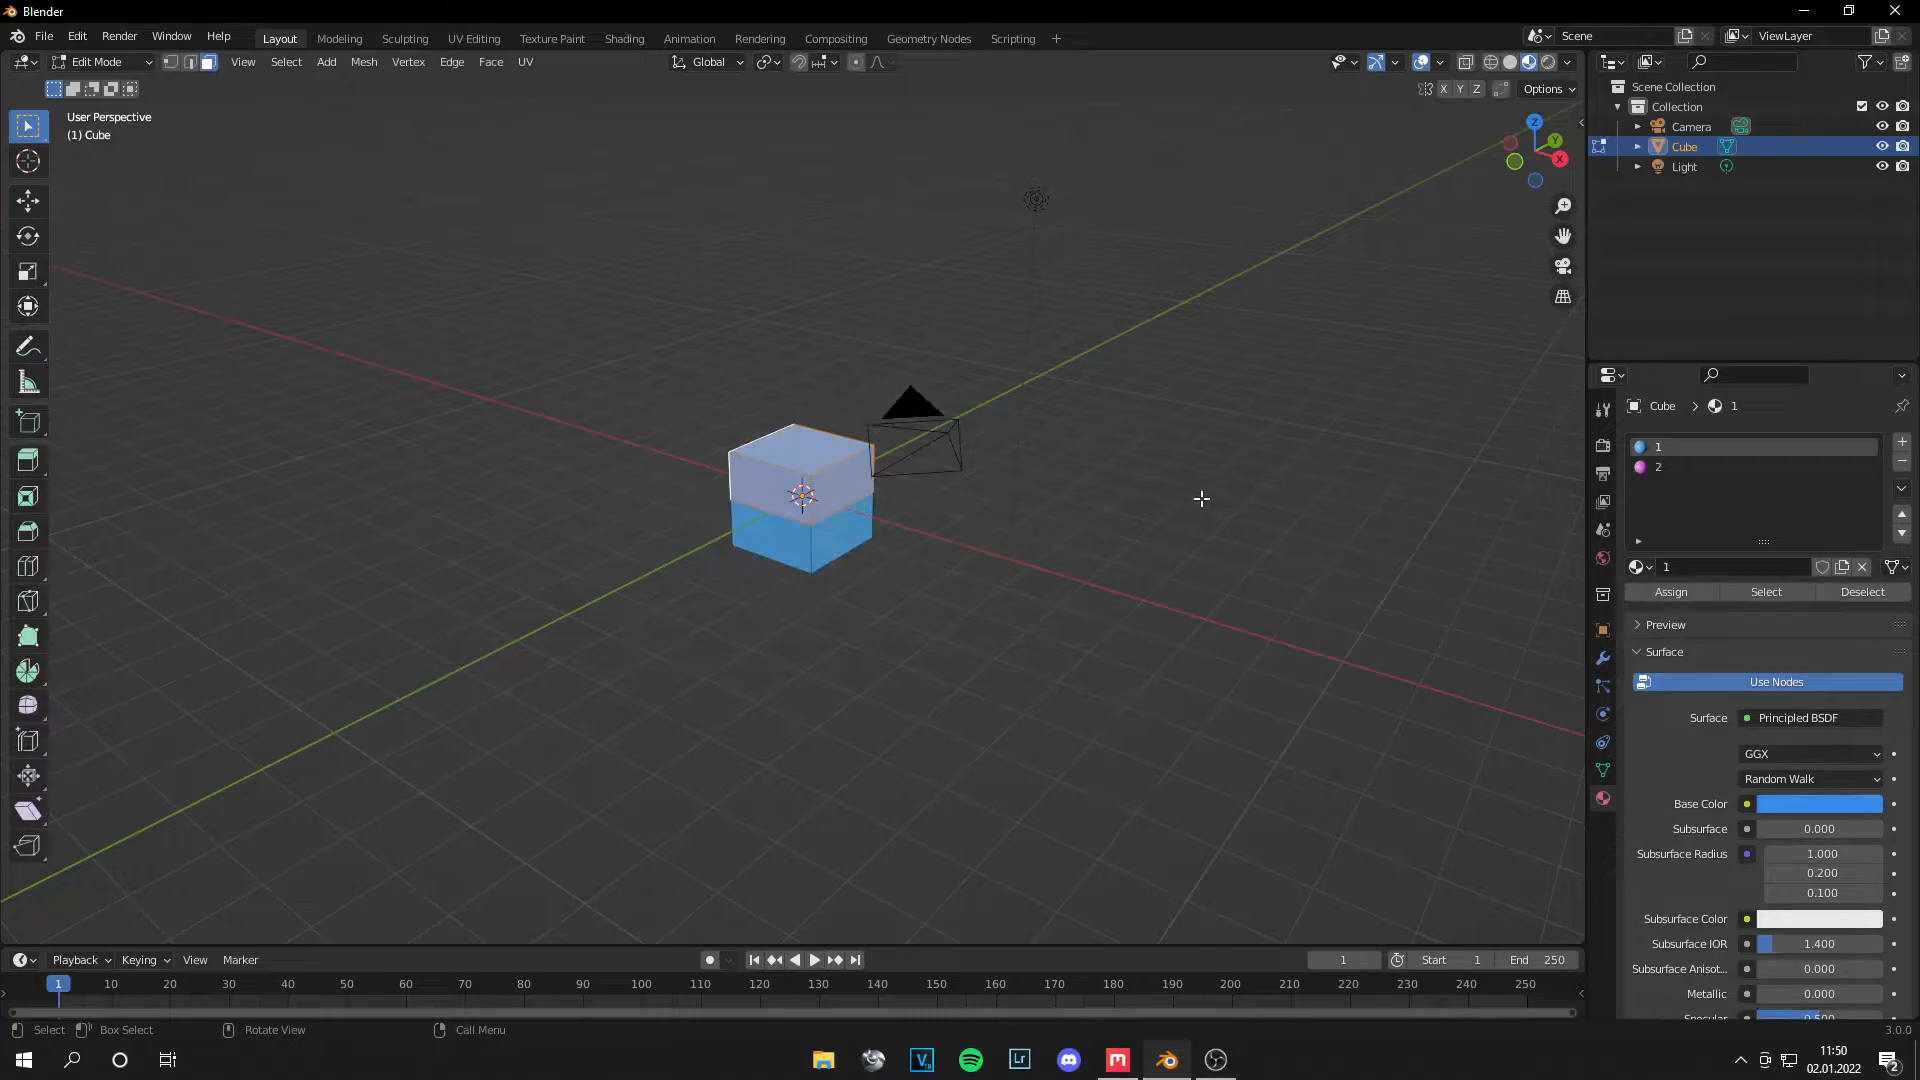 Blender
File Edit Render Window Help
Layout Modeling Sculpting UV Editing Texture Paint Shading Animation Rendering Compositing Geometry Nodes Scripting +
Scene
ViewLayer
Edit Mode
View Select Add Mesh Vertex Edge Face UV
Global
X Y Z
Options
User Perspective
(1) Cube
Z
Y
X
Scene Collection
Collection
Camera
Cube
Light
Cube > 1
1
2
1
Assign Select Deselect
Preview
Surface
Use Nodes
Surface Principled BSDF
GGX
Random Walk
Base Color
Subsurface 0.000
Subsurface Radius 1.000
0.200
0.100
Subsurface Color
Subsurface IOR 1.400
Subsurface Anisot... 0.000
Metallic 0.000
Specular 0.500
Playback Keying View Marker
1
Start 1
End 250
1 10 20 30 40 50 60 70 80 90 100 110 120 130 140 150 160 170 180 190 200 210 220 230 240 250
Select Box Select Rotate View Call Menu
3.0.0
V
18
Lr
11:50
02.01.2022
2